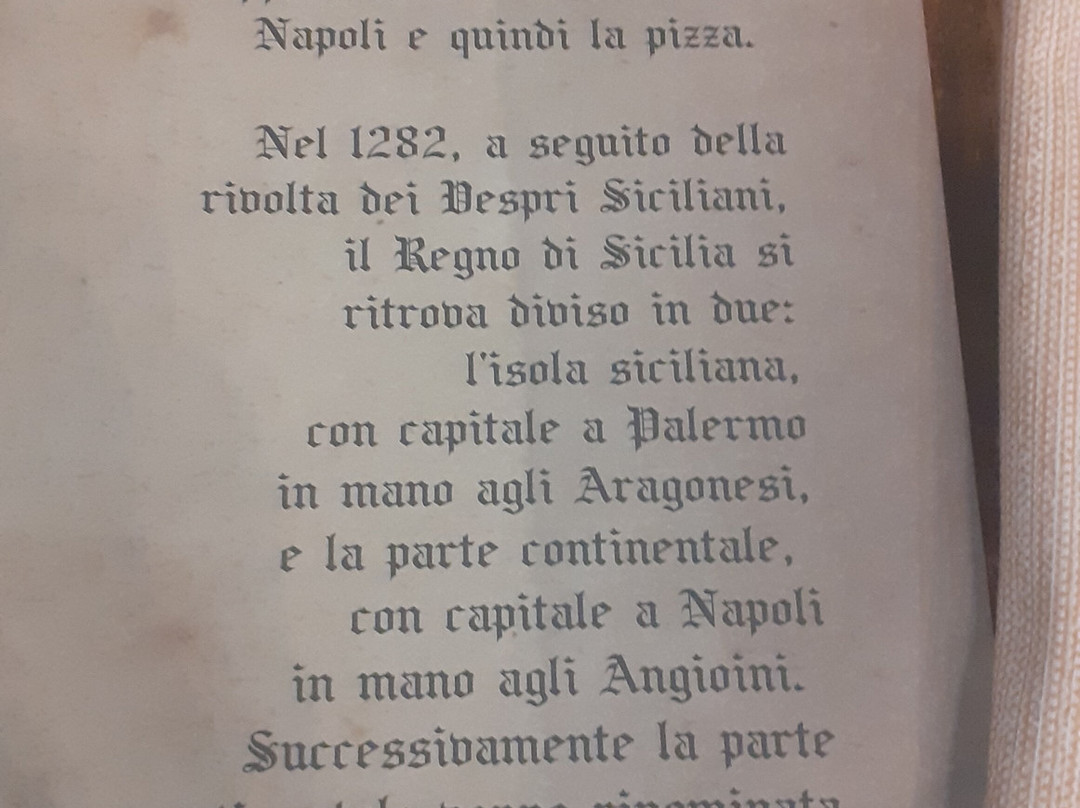 Napoli e quindi la pizza.
Nel 1282, a seguito della
rivolta dei Vespri Siciliani,
il Regno di Sicilia si
ritrova diviso in due:
l'isola siciliana,
con capitale a Palermo
in mano agli Aragonesi,
e la parte continentale,
con capitale a Napoli
in mano agli Angioini.
Successivamente la parte